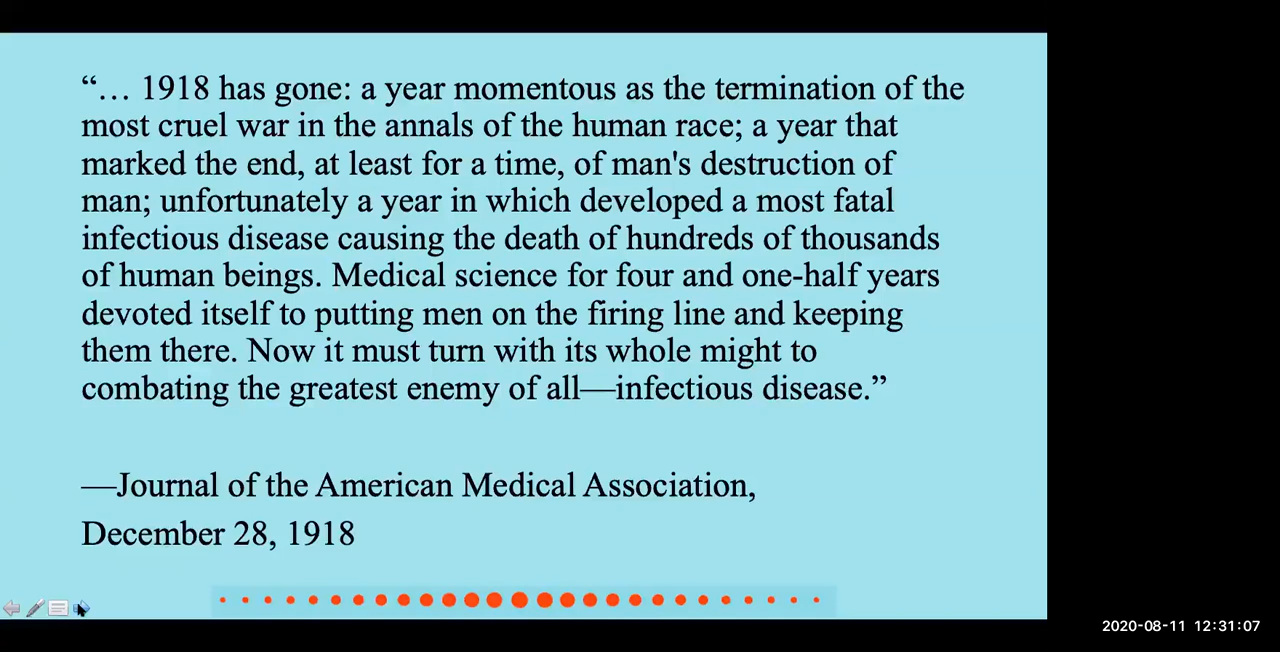 “… 1918 has gone: a year momentous as the termination of the
most cruel war in the annals of the human race; a year that
marked the end, at least for a time, of man's destruction of
man; unfortunately a year in which developed a most fatal
infectious disease causing the death of hundreds of thousands
of human beings. Medical science for four and one-half years
devoted itself to putting men on the firing line and keeping
them there. Now it must turn with its whole might to
combating the greatest enemy of all—infectious disease.”
—Journal of the American Medical Association,
December 28, 1918
2020-08-11 12:31:07